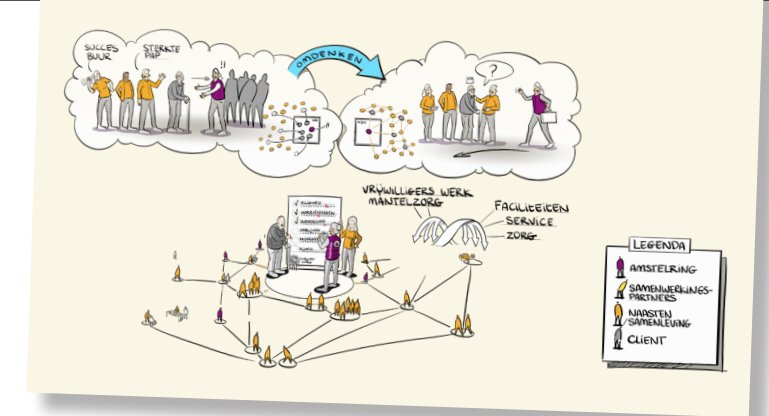 SUCCES
BUUR
STERKTE
PAP
!!
OMDENKEN
?
VRIJWILLIGERS WERK
MANTELZORG
FACILITEITEN
SERVICE
ZORG
LEGENDA
AMSTELRING
SAMENWERKINGS-
PARTNERS
NAASTEN
SAMENLEVING
CLIENT